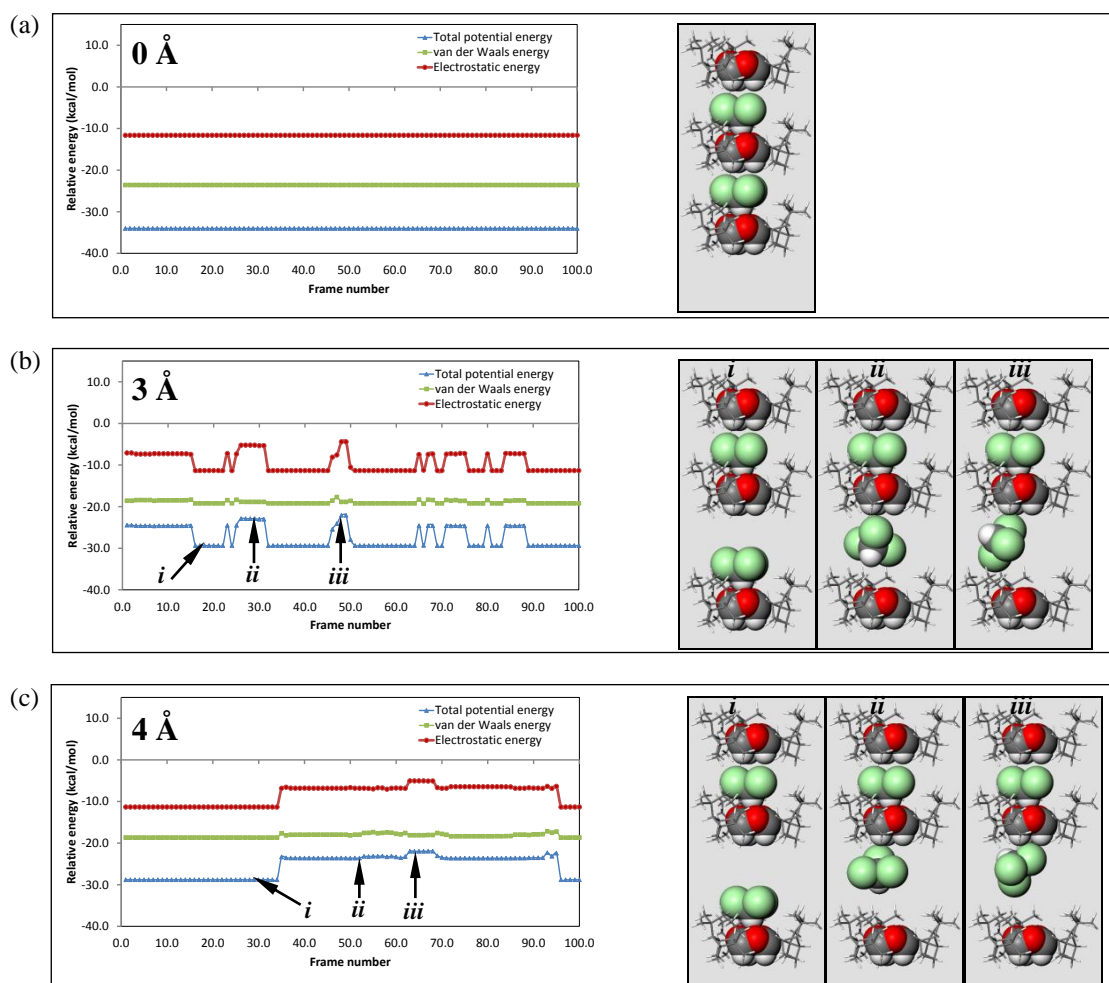 (a)
0 Å
Total potential energy
van der Waals energy
Electrostatic energy
Relative energy (kcal/mol)
10.0
0.0
-10.0
-20.0
-30.0
-40.0
0.0 10.0 20.0 30.0 40.0 50.0 60.0 70.0 80.0 90.0 100.0
Frame number
(b)
3 Å
Total potential energy
van der Waals energy
Electrostatic energy
Relative energy (kcal/mol)
10.0
0.0
-10.0
-20.0
-30.0
-40.0
i ii iii
0.0 10.0 20.0 30.0 40.0 50.0 60.0 70.0 80.0 90.0 100.0
Frame number
i ii iii
(c)
4 Å
Total potential energy
van der Waals energy
Electrostatic energy
Relative energy (kcal/mol)
10.0
0.0
-10.0
-20.0
-30.0
-40.0
i ii iii
0.0 10.0 20.0 30.0 40.0 50.0 60.0 70.0 80.0 90.0 100.0
Frame number
i ii iii